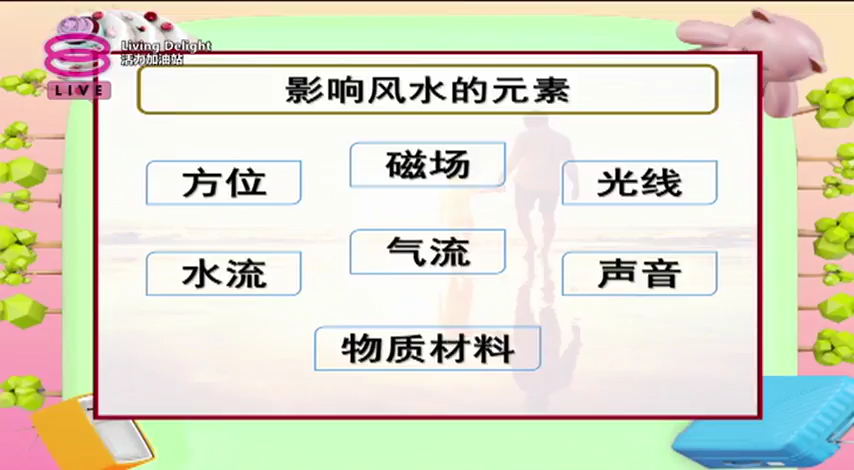 Living Delight
活力加油站
LIVE
影响风水的元素
方位
磁场
光线
水流
气流
声音
物质材料